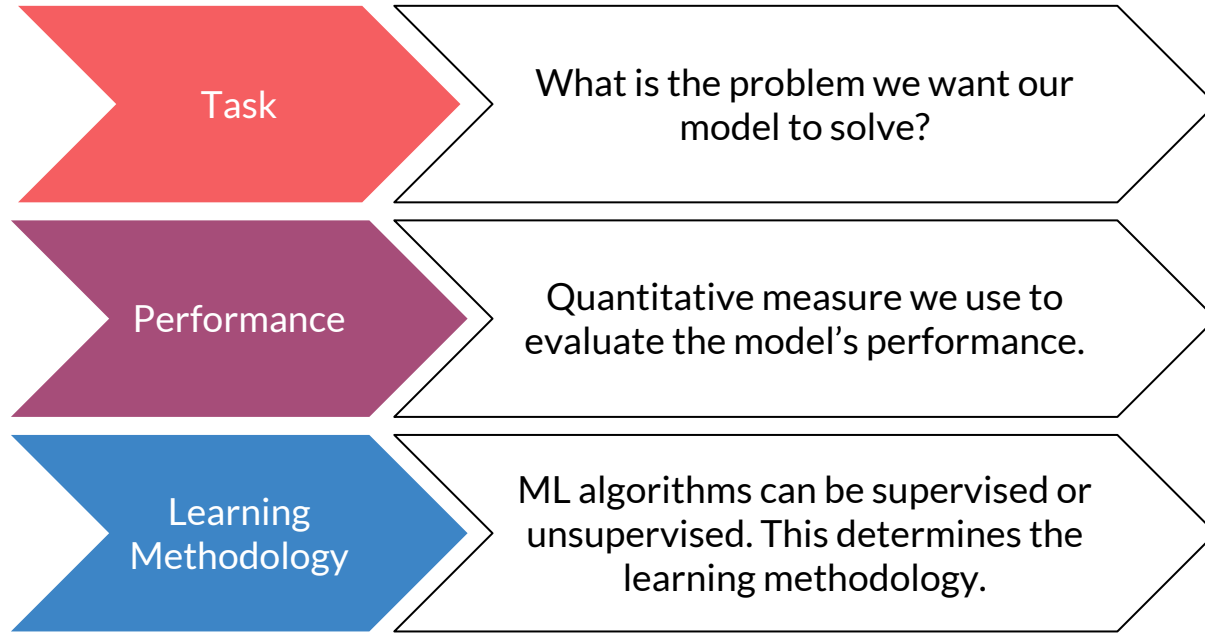 Task
What is the problem we want our
model to solve?
Performance
Quantitative measure we use to
evaluate the model’s performance.
Learning
Methodology
ML algorithms can be supervised or
unsupervised. This determines the
learning methodology.